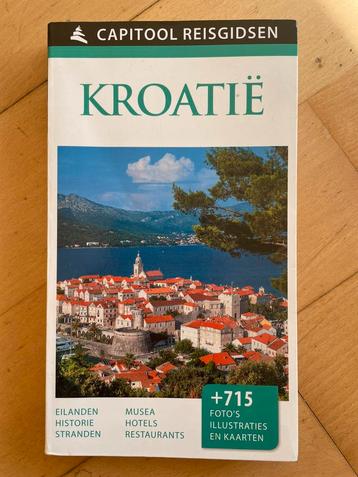 CAPITOOL REISGIDSEN
KROATIË
EILANDEN
HISTORIE
STRANDEN
MUSEA
HOTELS
RESTAURANTS
+715
FOTO'S
ILLUSTRATIES
EN KAARTEN